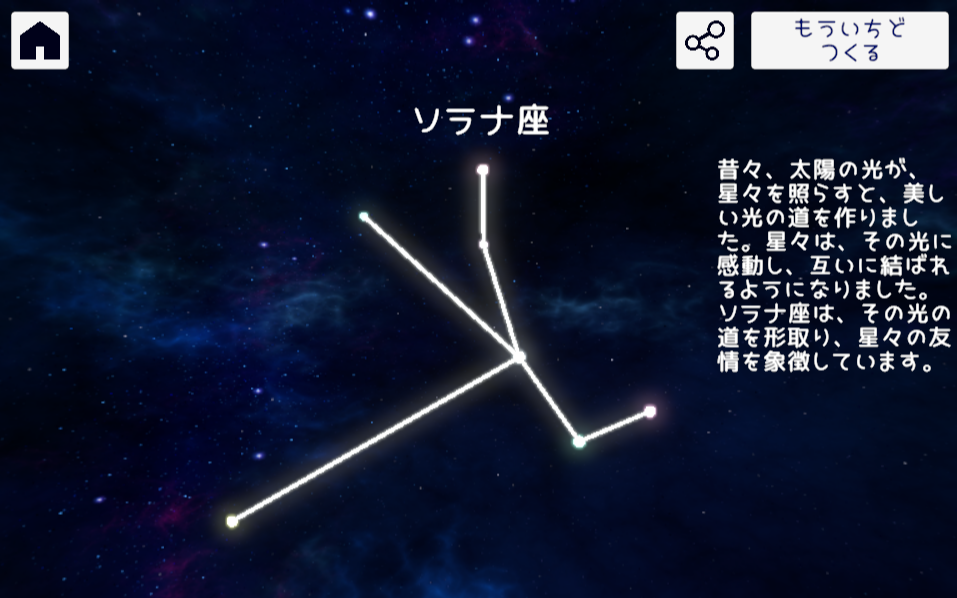 もういちど
つくる
ソラナ座
昔々、太陽の光が、
星々を照らすと、美し
い光の道を作りまし
た。星々は、その光に
感動し、互いに結ばれ
るようになりました。
ソラナ座は、その光の
道を形取り、星々の友
情を象徴しています。